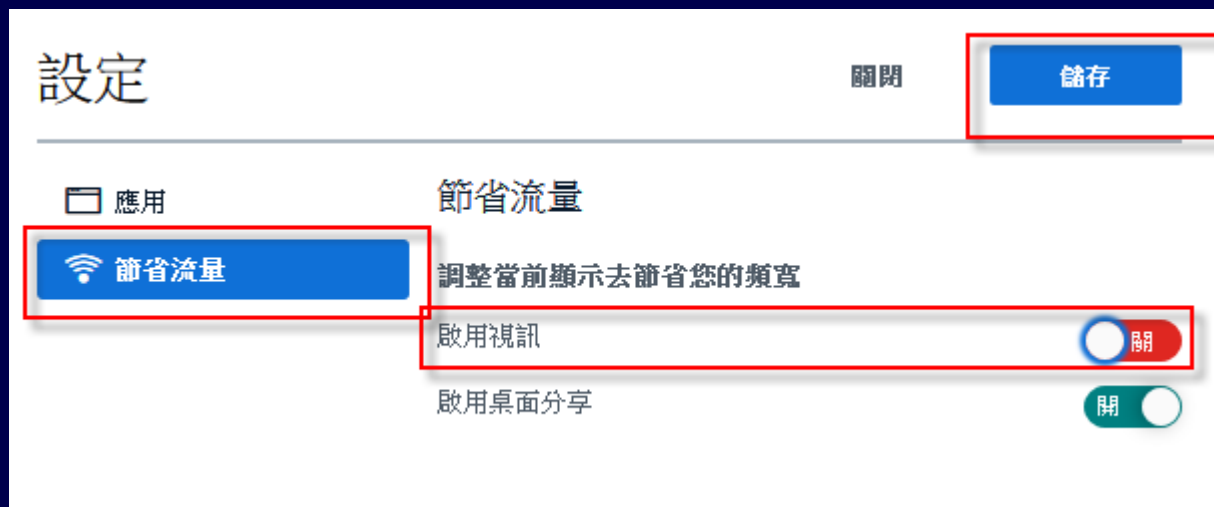 設定
關閉
儲存
應用
節省流量
節省流量
調整當前顯示去節省您的頻寬
啟用視訊
關
啟用桌面分享
開